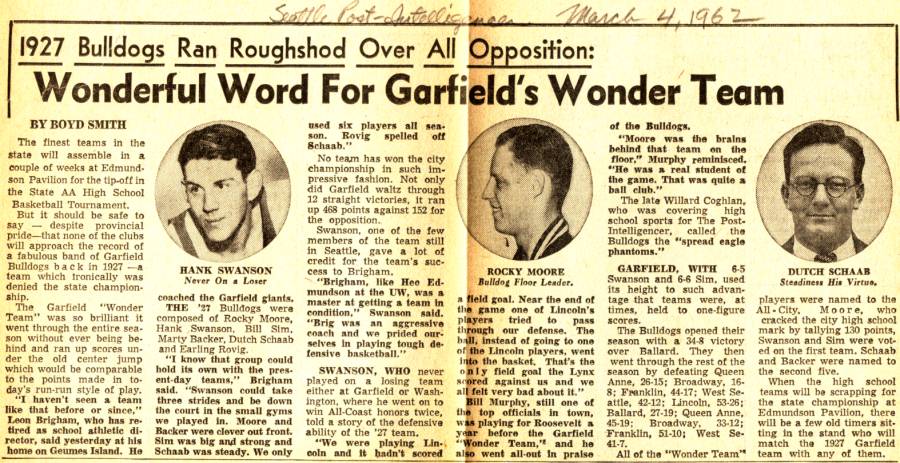 Seattle Post-Intelligencer March 4, 1962
1927 Bulldogs Ran Roughshod Over All Opposition:
Wonderful Word For Garfield's Wonder Team
BY BOYD SMITH
The finest teams in the
state will assemble in a
couple of weeks at Edmund-
son Pavilion for the tip-off in
the State AA High School
Basketball Tournament.
But it should be safe to
say — despite provincial
pride—that none of the clubs
will approach the record of
a fabulous band of Garfield
Bulldogs back in 1927 —a
team which ironically was
denied the state champion-
ship.
The Garfield "Wonder
Team" was so brilliant it
went through the entire sea-
son without ever being be-
hind and ran up scores un-
der the old center jump
which would be comparable
to the points made in to-
day's run-run style of play.
"I haven't seen a team
like that before or since,"
Leon Brigham, who has re-
tired as school athletic di-
rector, said yesterday at his
home on Geumes Island. He
HANK SWANSON
Never On a Loser
coached the Garfield giants.
THE '27 Bulldogs were
composed of Rocky Moore,
Hank Swanson, Bill Sim,
Marty Backer, Dutch Schaab
and Earling Rovig.
"I know that group could
hold its own with the pres-
ent-day teams," Brigham
said. "Swanson could take
three strides and be down
the court in the small gyms
we played in. Moore and
Backer were clever out front.
Sim was big and strong and
Schaab was steady. We only
used six players all sea-
son. Rovig spelled off
Schaab."
No team has won the city
championship in such im-
pressive fashion. Not only
did Garfield waltz through
12 straight victories, it ran
up 468 points against 152 for
the opposition.
Swanson, one of the few
members of the team still
in Seattle, gave a lot of
credit for the team's suc-
cess to Brigham.
"Brigham, like Hec Ed-
mundson at the UW, was a
master at getting a team in
condition," Swanson said.
"Brig was an aggressive
coach and we prided our-
selves in playing tough de-
fensive basketball."
SWANSON, WHO never
played on a losing team
either at Garfield or Wash-
ington, where he went on to
win All-Coast honors twice,
told a story of the defensive
ability of the '27 team.
"We were playing Lin-
coln and it hadn't scored
ROCKY MOORE
Bulldog Floor Leader.
a field goal. Near the end of
the game one of Lincoln's
players tried to pass
through our defense. The
ball, instead of going to one
of the Lincoln players, went
into the basket. That's the
only field goal the Lynx
scored against us and we
all felt very bad about it."
Bill Murphy, still one of
the top officials in town,
was playing for Roosevelt a
year before the Garfield
"Wonder Team," and he
also went all-out in praise
of the Bulldogs.
"Moore was the brains
behind that team on the
floor," Murphy reminisced.
"He was a real student of
the game. That was quite a
ball club."
The late Willard Coghlan,
who was covering high
school sports for The Post-
Intelligencer, called the
Bulldogs the "spread eagle
phantoms."
GARFIELD, WITH 6-5
Swanson and 6-6 Sim, used
its height to such advan-
tage that teams were, at
times, held to one-figure
scores.
The Bulldogs opened their
season with a 34-8 victory
over Ballard. They then
went through the rest of the
season by defeating Queen
Anne, 26-15; Broadway, 16-
8; Franklin, 44-17; West Se-
attle, 42-12; Lincoln, 53-26;
Ballard, 27-19; Queen Anne,
45-19; Broadway, 33-12;
Franklin, 51-10; West Se-
41-7.
All of the "Wonder Team"
DUTCH SCHAAB
Steadiness His Virtue.
players were named to the
All-City. Moore, who
cracked the city high school
mark by tallying 130 points,
Swanson and Sim were vot-
ed on the first team. Schaab
and Backer were named to
the second five.
When the high school
teams will be scrapping for
the state championship at
Edmundson Pavilion, there
will be a few old timers sit-
ting in the stand who will
match the 1927 Garfield
team with any of them.